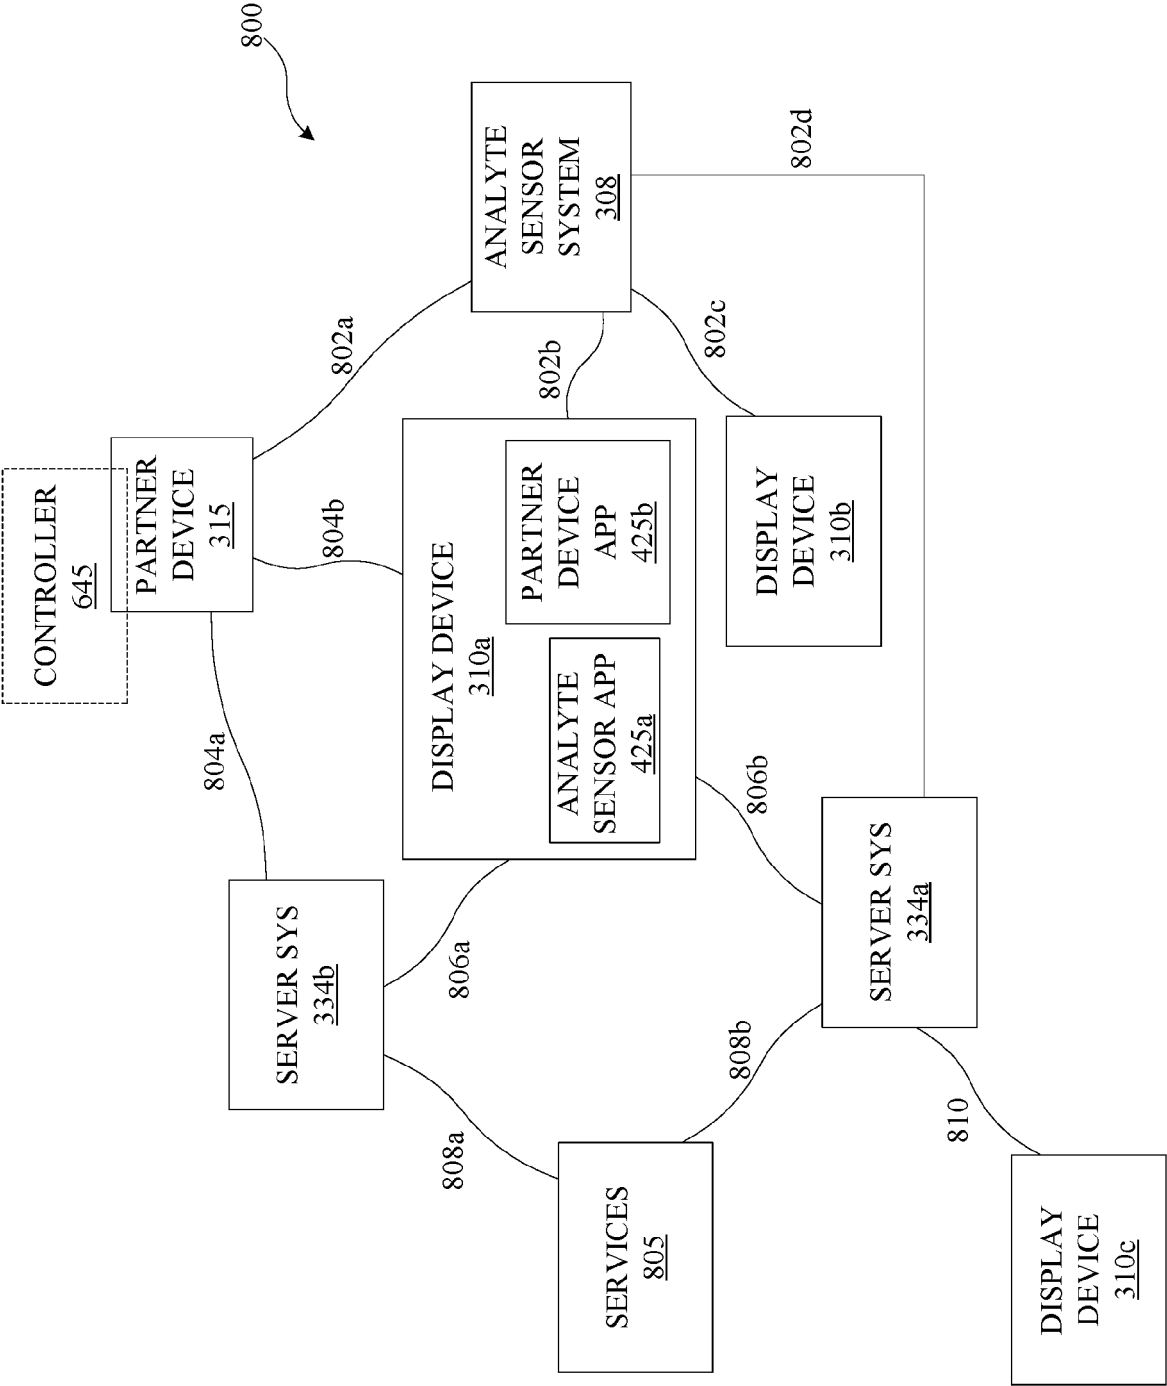 800
CONTROLLER
645
PARTNER
DEVICE
315
ANALYTE
SENSOR
SYSTEM
308
802a
802b
802c
802d
804a
804b
DISPLAY DEVICE
310a
PARTNER
DEVICE
APP
425b
ANALYTE
SENSOR APP
425a
DISPLAY
DEVICE
310b
SERVER SYS
334b
806a
806b
SERVER SYS
334a
808a
808b
810
SERVICES
805
DISPLAY
DEVICE
310c